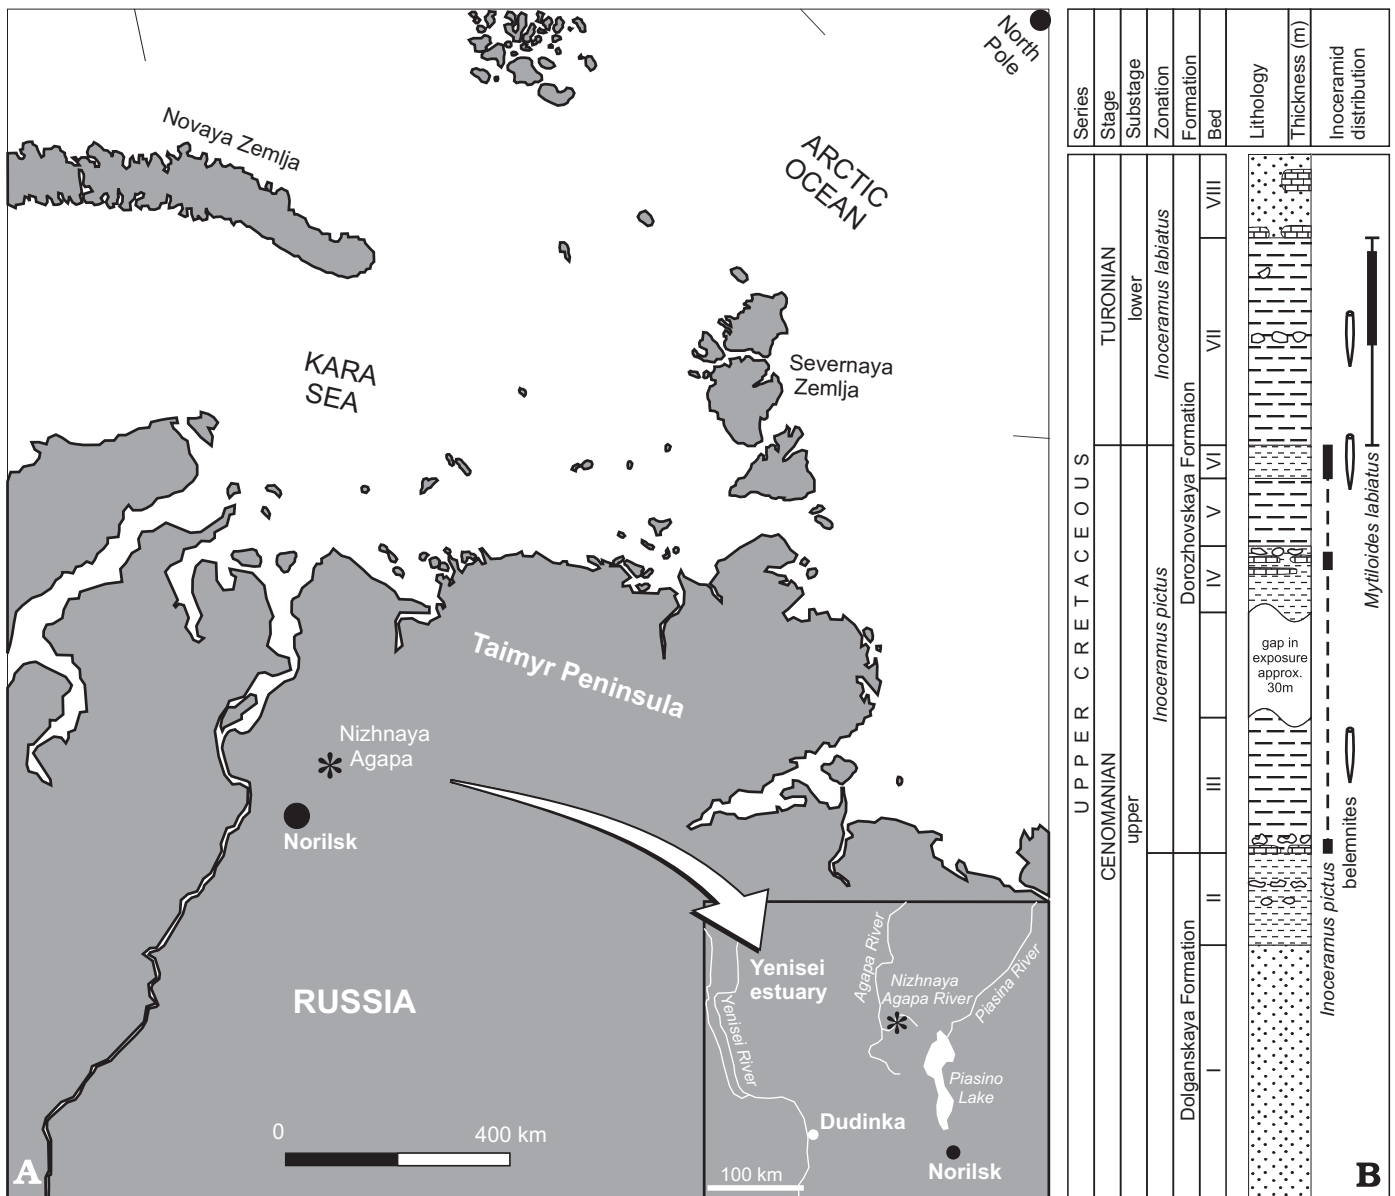 North
Pole
Novaya Zemlja
ARCTIC
OCEAN
KARA
SEA
Severnaya
Zemlja
Taimyr Peninsula
Nizhnaya
Agapa
Norilsk
RUSSIA
0
400 km
A
Yenisei
estuary
Yenisei River
Agapa River
Nizhnaya
Agapa River
Piasina River
Piasino
Lake
Dudinka
Norilsk
100 km
Series
Stage
Substage
Zonation
Formation
Bed
Lithology
Thickness (m)
Inoceramid
distribution
UPPER CRETACEOUS
TURONIAN
CENOMANIAN
lower
upper
Inoceramus labiatus
Inoceramus pictus
Dorozhovskaya Formation
Dolganskaya Formation
VIII
VII
VI
V
IV
III
II
I
gap in
exposure
approx.
30m
Inoceramus pictus
belemnites
Mytiloides labiatus
B